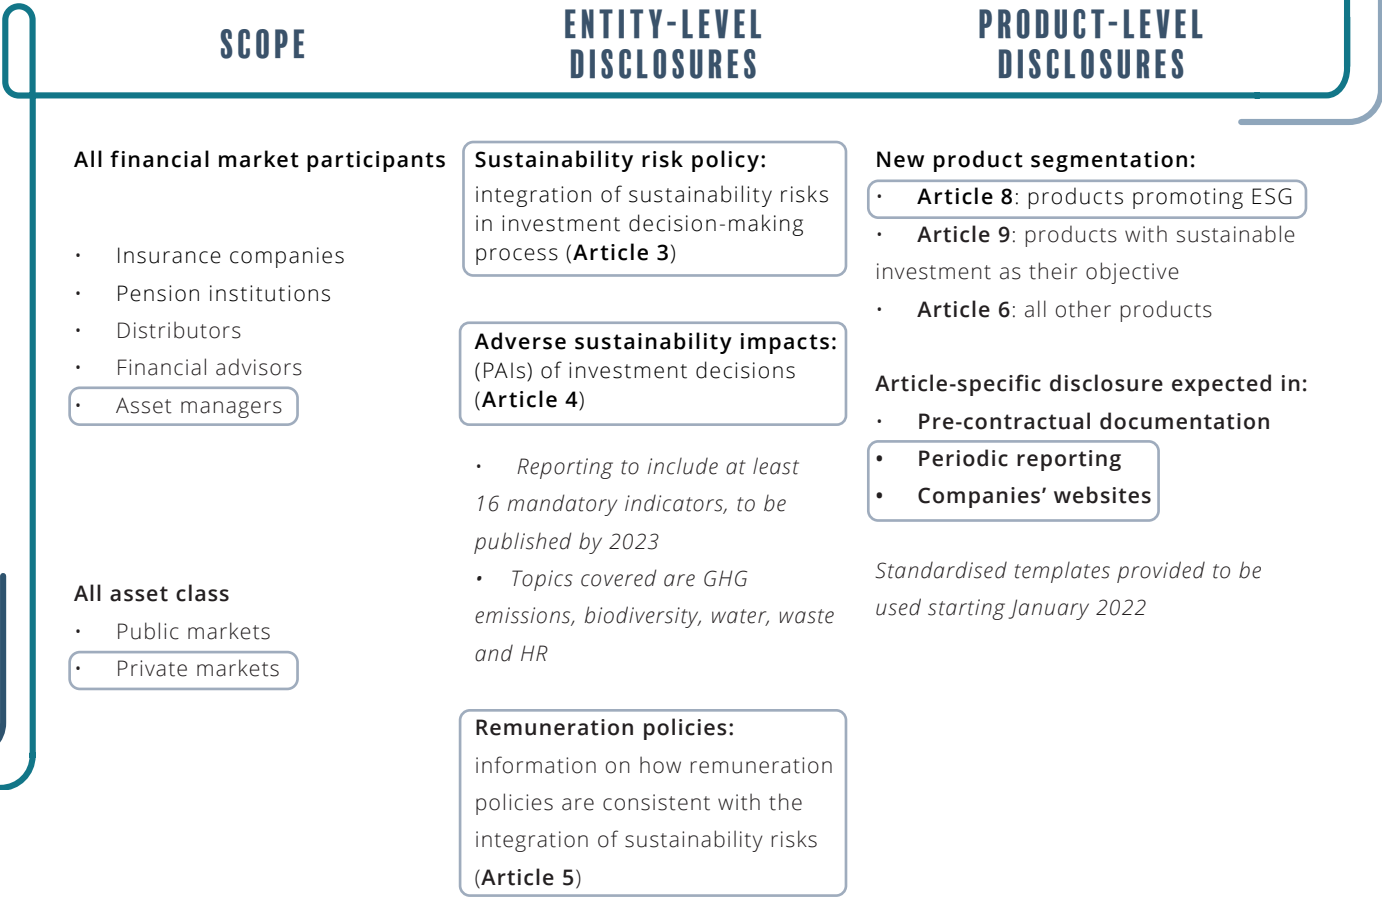 SCOPE
ENTITY-LEVEL
DISCLOSURES
PRODUCT-LEVEL
DISCLOSURES
All financial market participants
• Insurance companies
• Pension institutions
• Distributors
• Financial advisors
• Asset managers
All asset class
• Public markets
• Private markets
Sustainability risk policy:
integration of sustainability risks
in investment decision-making
process (Article 3)
Adverse sustainability impacts:
(PAIs) of investment decisions
(Article 4)
• Reporting to include at least
16 mandatory indicators, to be
published by 2023
• Topics covered are GHG
emissions, biodiversity, water, waste
and HR
Remuneration policies:
information on how remuneration
policies are consistent with the
integration of sustainability risks
(Article 5)
New product segmentation:
• Article 8: products promoting ESG
• Article 9: products with sustainable
investment as their objective
• Article 6: all other products
Article-specific disclosure expected in:
• Pre-contractual documentation
• Periodic reporting
• Companies’ websites
Standardised templates provided to be
used starting January 2022